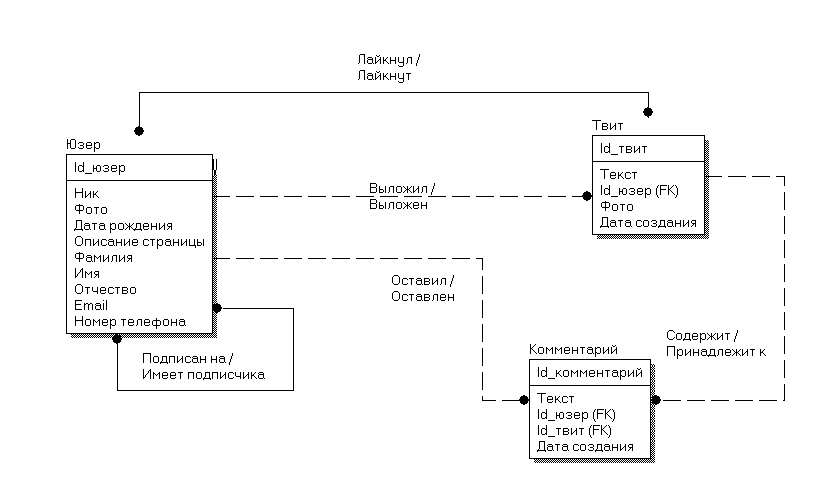 Лайкнул /
Лайкнут
Юзер
Id_юзер
Ник
Фото
Дата рождения
Описание страницы
Фамилия
Имя
Отчество
Email
Номер телефона
Твит
Id_твит
Текст
Id_юзер (FK)
Фото
Дата создания
Выложил /
Выложен
Оставил /
Оставлен
Подписан на /
Имеет подписчика
Содержит /
Принадлежит к
Комментарий
Id_комментарий
Текст
Id_юзер (FK)
Id_твит (FK)
Дата создания